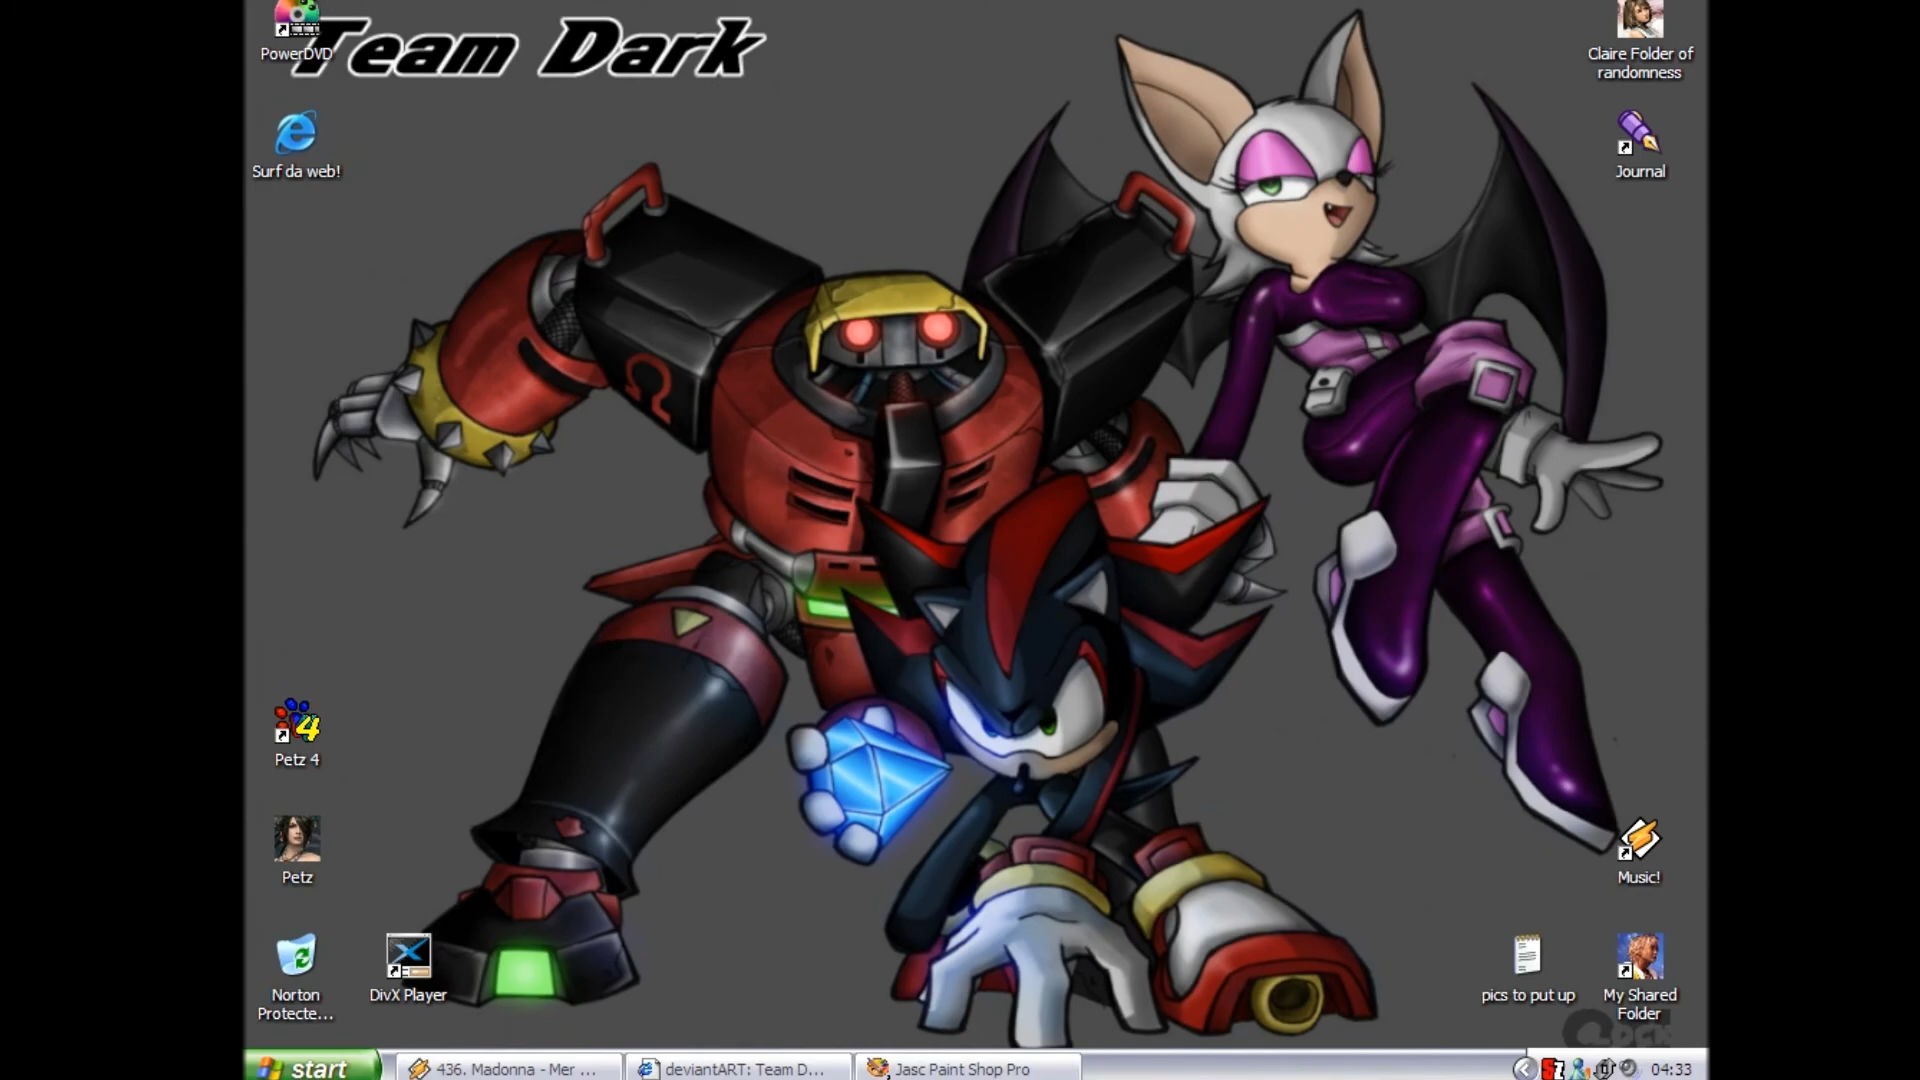 Team Dark
PowerDVD
Claire Folder of
randomness
Surf da web!
Journal
Ω
4
Petz 4
Petz
Music!
Norton
Protecte...
DivX Player
pics to put up
My Shared
Folder
start
436. Madonna - Mer ...
deviantART: Team D...
Jasc Paint Shop Pro
04:33